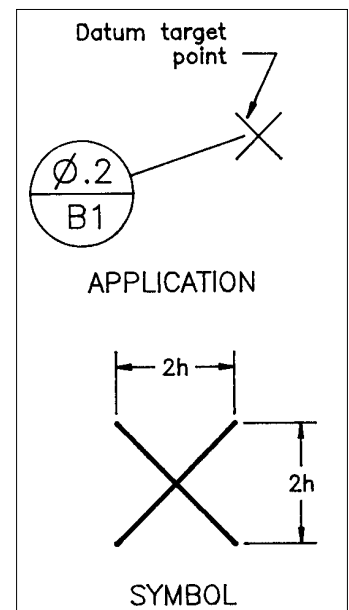 Datum target
point
Ø.2
B1
APPLICATION
2h
2h
SYMBOL